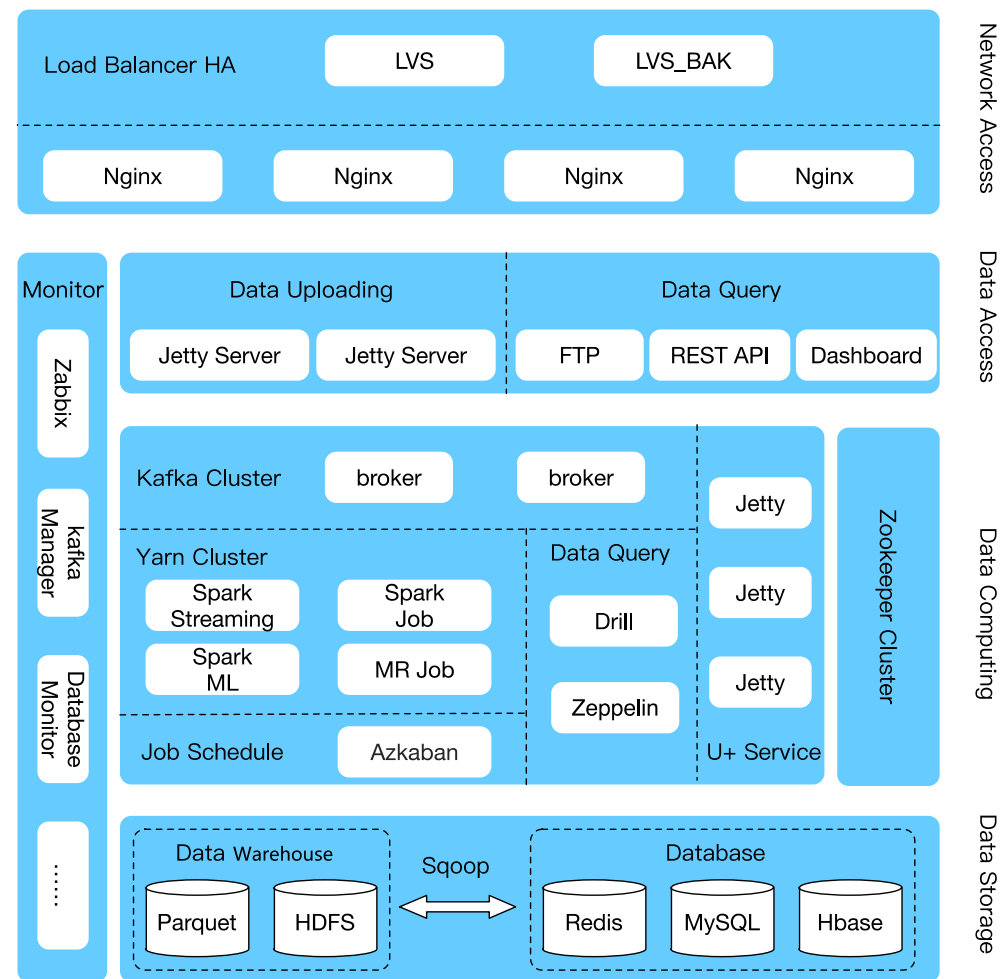 Load Balancer HA
LVS
LVS_BAK
Nginx
Nginx
Nginx
Nginx
Network Access
Monitor
Zabbix
kafka
Manager
Database
Monitor
......
Data Uploading
Jetty Server
Jetty Server
Data Query
FTP
REST API
Dashboard
Data Access
Kafka Cluster
broker
broker
Yarn Cluster
Spark
Streaming
Spark
Job
Spark
ML
MR Job
Job Schedule
Azkaban
Data Query
Drill
Zeppelin
Jetty
Jetty
Jetty
U+ Service
Zookeeper Cluster
Data Computing
Data Warehouse
Parquet
HDFS
Sqoop
Database
Redis
MySQL
Hbase
Data Storage